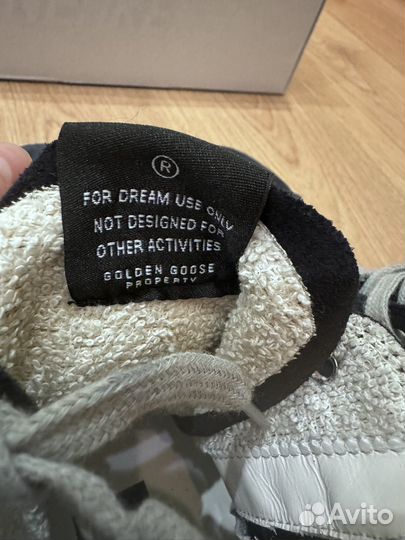 ®
FOR DREAM USE ONLY
NOT DESIGNED FOR
OTHER ACTIVITIES
GOLDEN GOOSE
PROPERTY
Avito